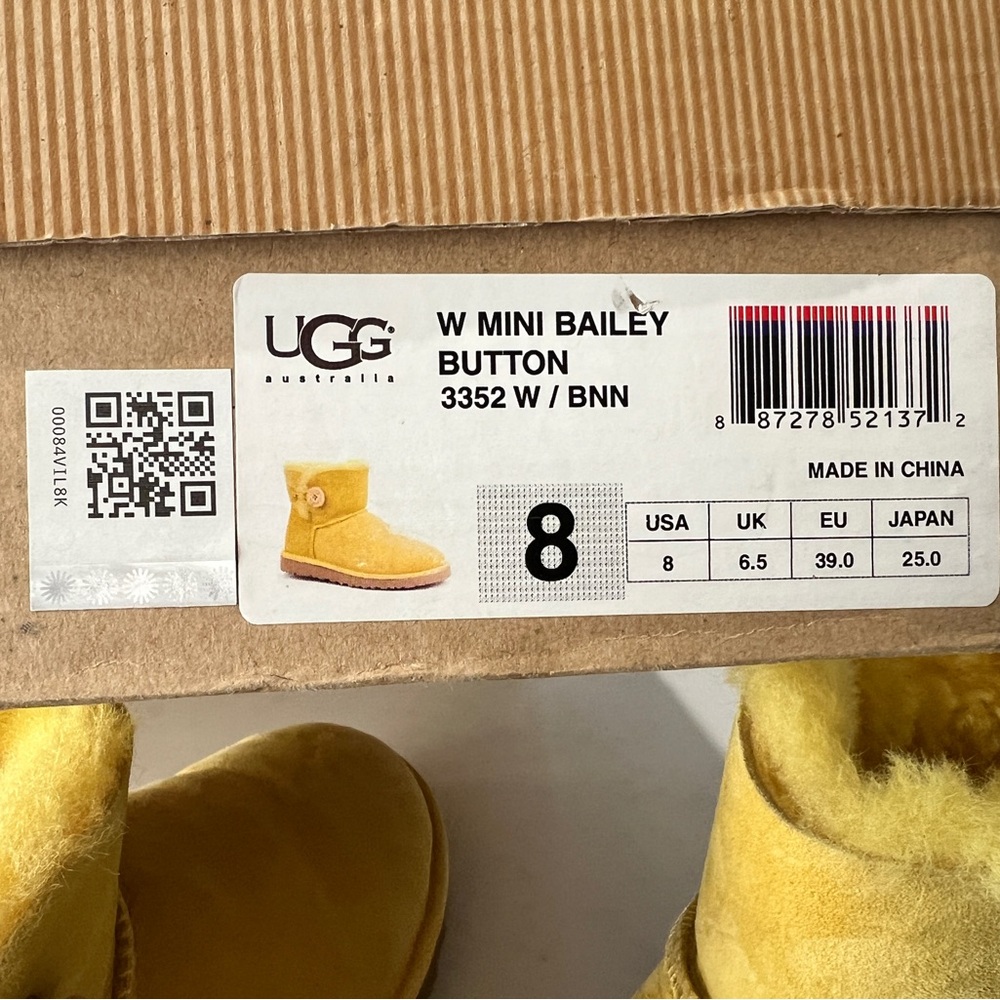 00084VIL8K
UGG®
australia
W MINI BAILEY
BUTTON
3352 W / BNN
8 87278 52137 2
MADE IN CHINA
8
USA UK EU JAPAN
8 6.5 39.0 25.0